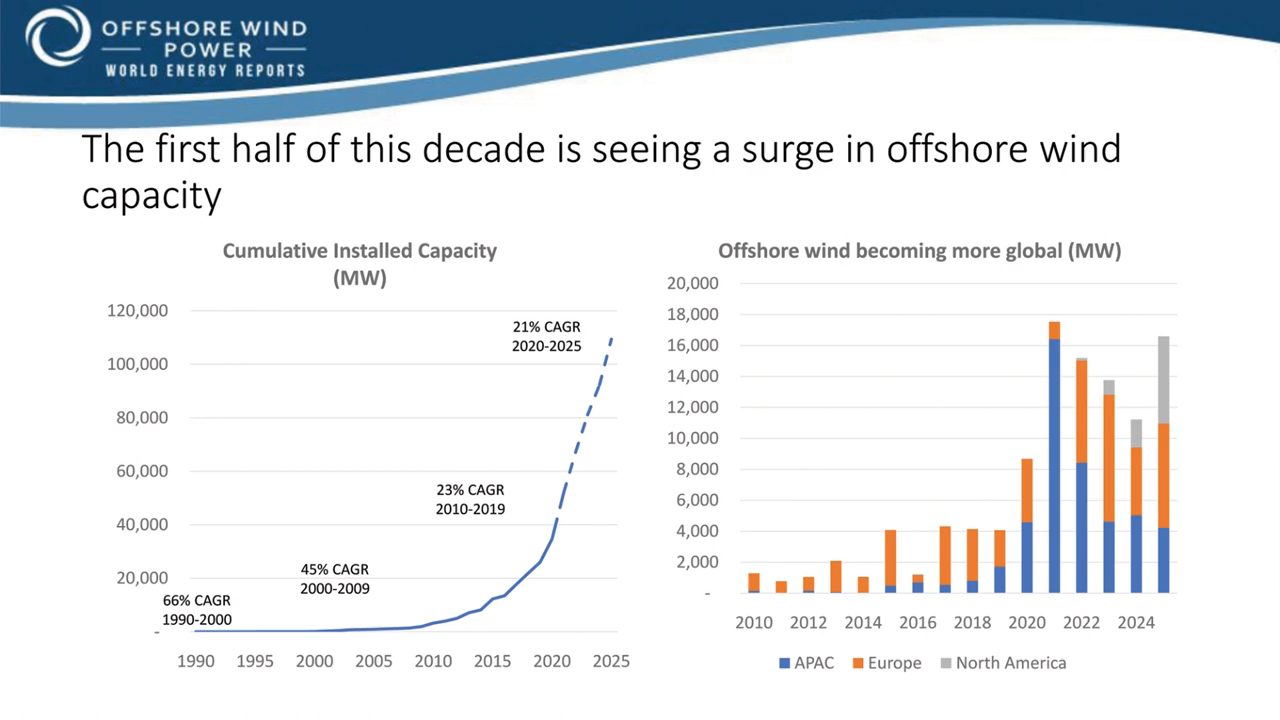 OFFSHORE WIND
POWER
WORLD ENERGY REPORTS
The first half of this decade is seeing a surge in offshore wind
capacity
Cumulative Installed Capacity
(MW)
120,000
100,000
80,000
60,000
40,000
20,000
-
21% CAGR
2020-2025
23% CAGR
2010-2019
45% CAGR
2000-2009
66% CAGR
1990-2000
1990 1995 2000 2005 2010 2015 2020 2025
Offshore wind becoming more global (MW)
20,000
18,000
16,000
14,000
12,000
10,000
8,000
6,000
4,000
2,000
-
2010 2012 2014 2016 2018 2020 2022 2024
APAC Europe North America